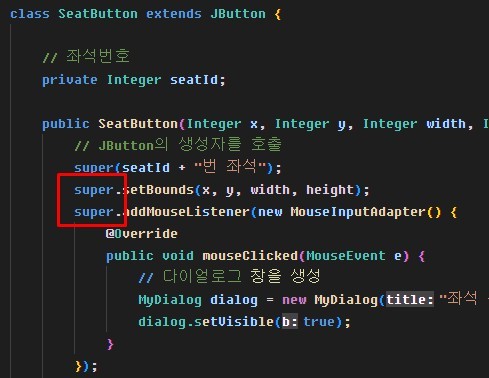 class SeatButton extends JButton {
// 좌석번호
private Integer seatId;
public SeatButton(Integer x, Integer y, Integer width, I
// JButton의 생성자를 호출
super(seatId + "번 좌석");
super.setBounds(x, y, width, height);
super.addMouseListener(new MouseInputAdapter() {
@Override
public void mouseClicked(MouseEvent e) {
// 다이얼로그 창을 생성
MyDialog dialog = new MyDialog(title:"좌석
dialog.setVisible(b:true);
}
});